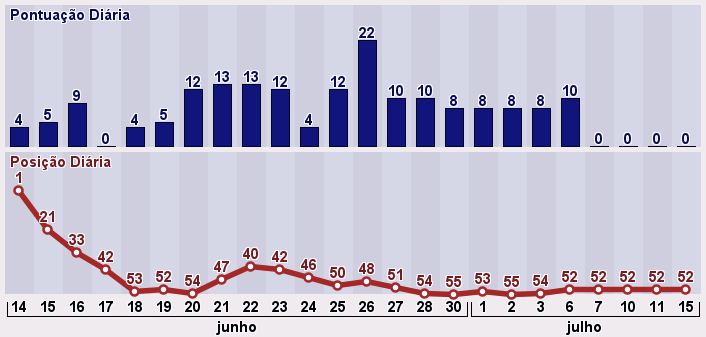 Pontuação Diária
4 5 9 0 4 5 12 13 13 12 4 12 22 10 10 8 8 8 8 10 0 0 0 0
Posição Diária
1 21 33 42 53 52 54 47 40 42 46 50 48 51 54 55 53 55 54 52 52 52 52 52
14 15 16 17 18 19 20 21 22 23 24 25 26 27 28 30 1 2 3 6 7 10 11 15
junho julho